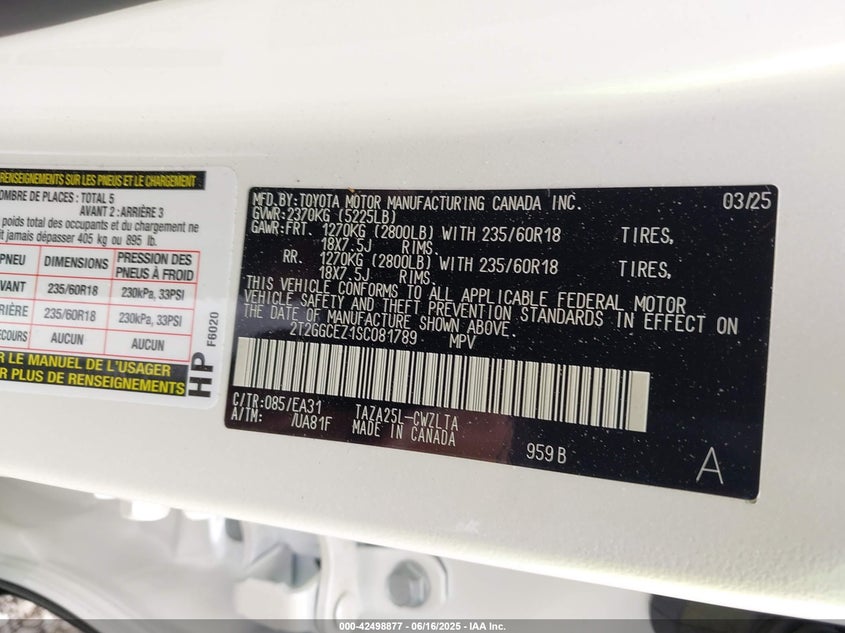 RENSEIGNEMENTS SUR LES PNEUS ET LE CHARGEMENT
NOMBRE DE PLACES: TOTAL 5
AVANT 2 : ARRIÈRE 3
poids total des occupants et du chargement ne
it jamais dépasser 405 kg ou 895 lb.
PNEU DIMENSIONS PRESSION DES PNEUS À FROID
VANT 235/60R18 230kPa, 33PSI
RIÈRE 235/60R18 230kPa, 33PSI
ECOURS AUCUN AUCUN
R LE MANUEL DE L'USAGER
R PLUS DE RENSEIGNEMENTS
HP F6020
MFD.BY:TOYOTA MOTOR MANUFACTURING CANADA INC. 03/25
GVWR:2370KG (5225LB)
GAWR:FRT. 1270KG (2800LB) WITH 235/60R18 TIRES,
18X7.5J RIMS.
RR. 1270KG (2800LB) WITH 235/60R18 TIRES,
18X7.5J RIMS.
THIS VEHICLE CONFORMS TO ALL APPLICABLE FEDERAL MOTOR
VEHICLE SAFETY AND THEFT PREVENTION STANDARDS IN EFFECT ON
THE DATE OF MANUFACTURE SHOWN ABOVE.
2T2GGCEZ1SC081789 MPV
C/TR:085/EA31 TAZA25L-CWZLTA
A/TM: /UA81F MADE IN CANADA
959B A
000-42498877 - 06/16/2025 - IAA Inc.